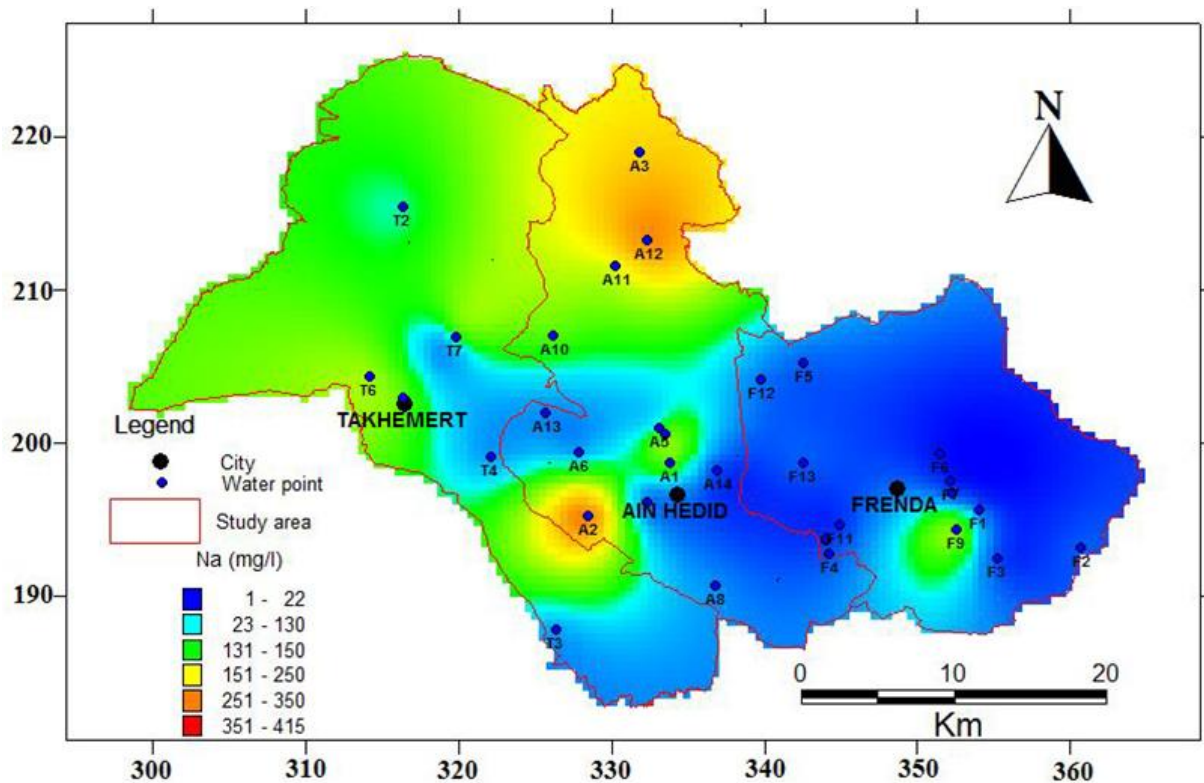 220
210
200
190
300
310
320
330
340
350
360
N
A3
T2
A12
A11
T7
A10
T6
F5
F12
TAKHEMERT
A13
A5
T4
A6
A1
A14
F13
F6
FRENDA
A2
AIN HEDID
F11
F1
F9
F4
F3
F2
A8
T3
Legend
City
Water point
Study area
Na (mg/l)
1 - 22
23 - 130
131 - 150
151 - 250
251 - 350
351 - 415
0
10
20
Km